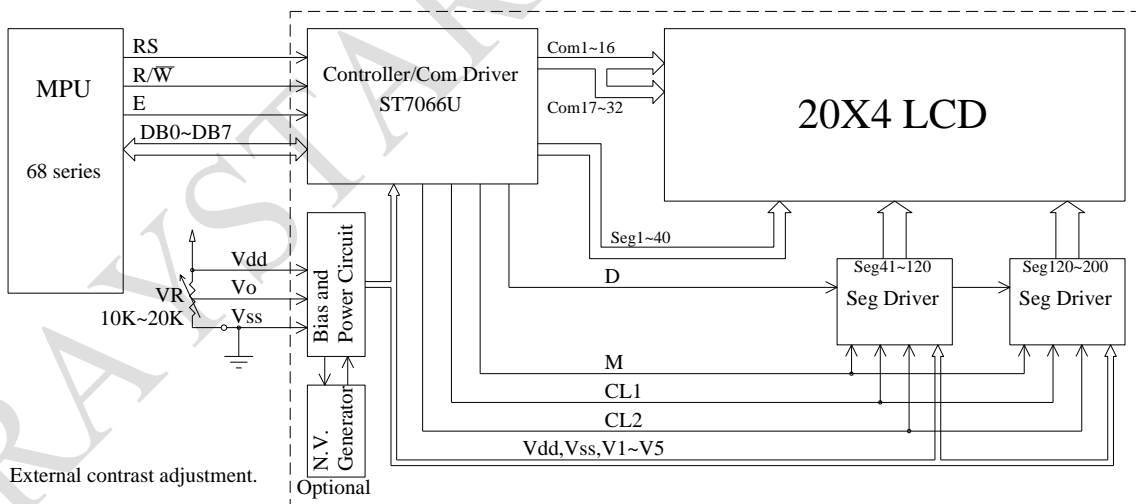 RAYSTAR
MPU
68 series
RS
R/W̅
E
DB0~DB7
Controller/Com Driver
ST7066U
Com1~16
Com17~32
20X4 LCD
Seg1~40
Vdd
Vo
Vss
VR
10K~20K
Bias and
Power Circuit
D
Seg41~120
Seg Driver
Seg120~200
Seg Driver
M
CL1
CL2
Vdd,Vss,V1~V5
N.V.
Generator
Optional
External contrast adjustment.